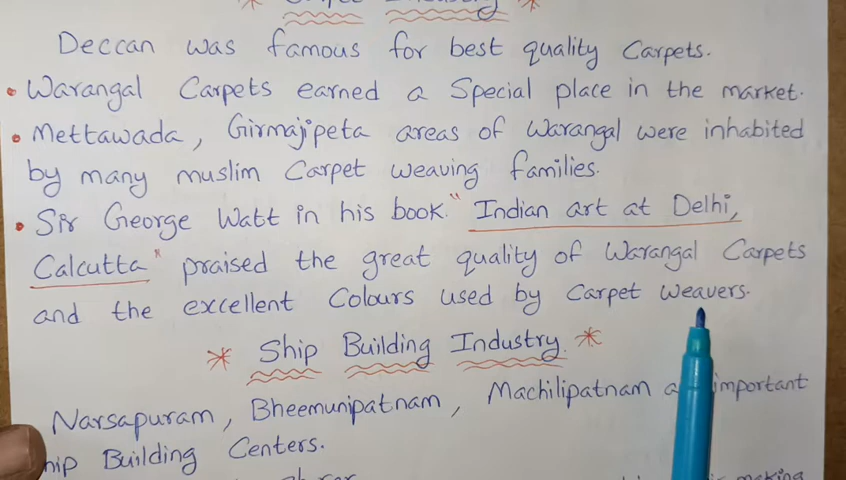 * Industry *
Deccan was famous for best quality Carpets.
• Warangal Carpets earned a Special place in the market.
• Mettawada, Girmajipeta areas of Warangal were inhabited
by many muslim Carpet weaving families.
• Sir George Watt in his book "Indian art at Delhi,
Calcutta" praised the great quality of Warangal Carpets
and the excellent Colours used by Carpet Weavers.
* Ship Building Industry. *
Narsapuram, Bheemunipatnam, Machilipatnam important
Building Centers.
making